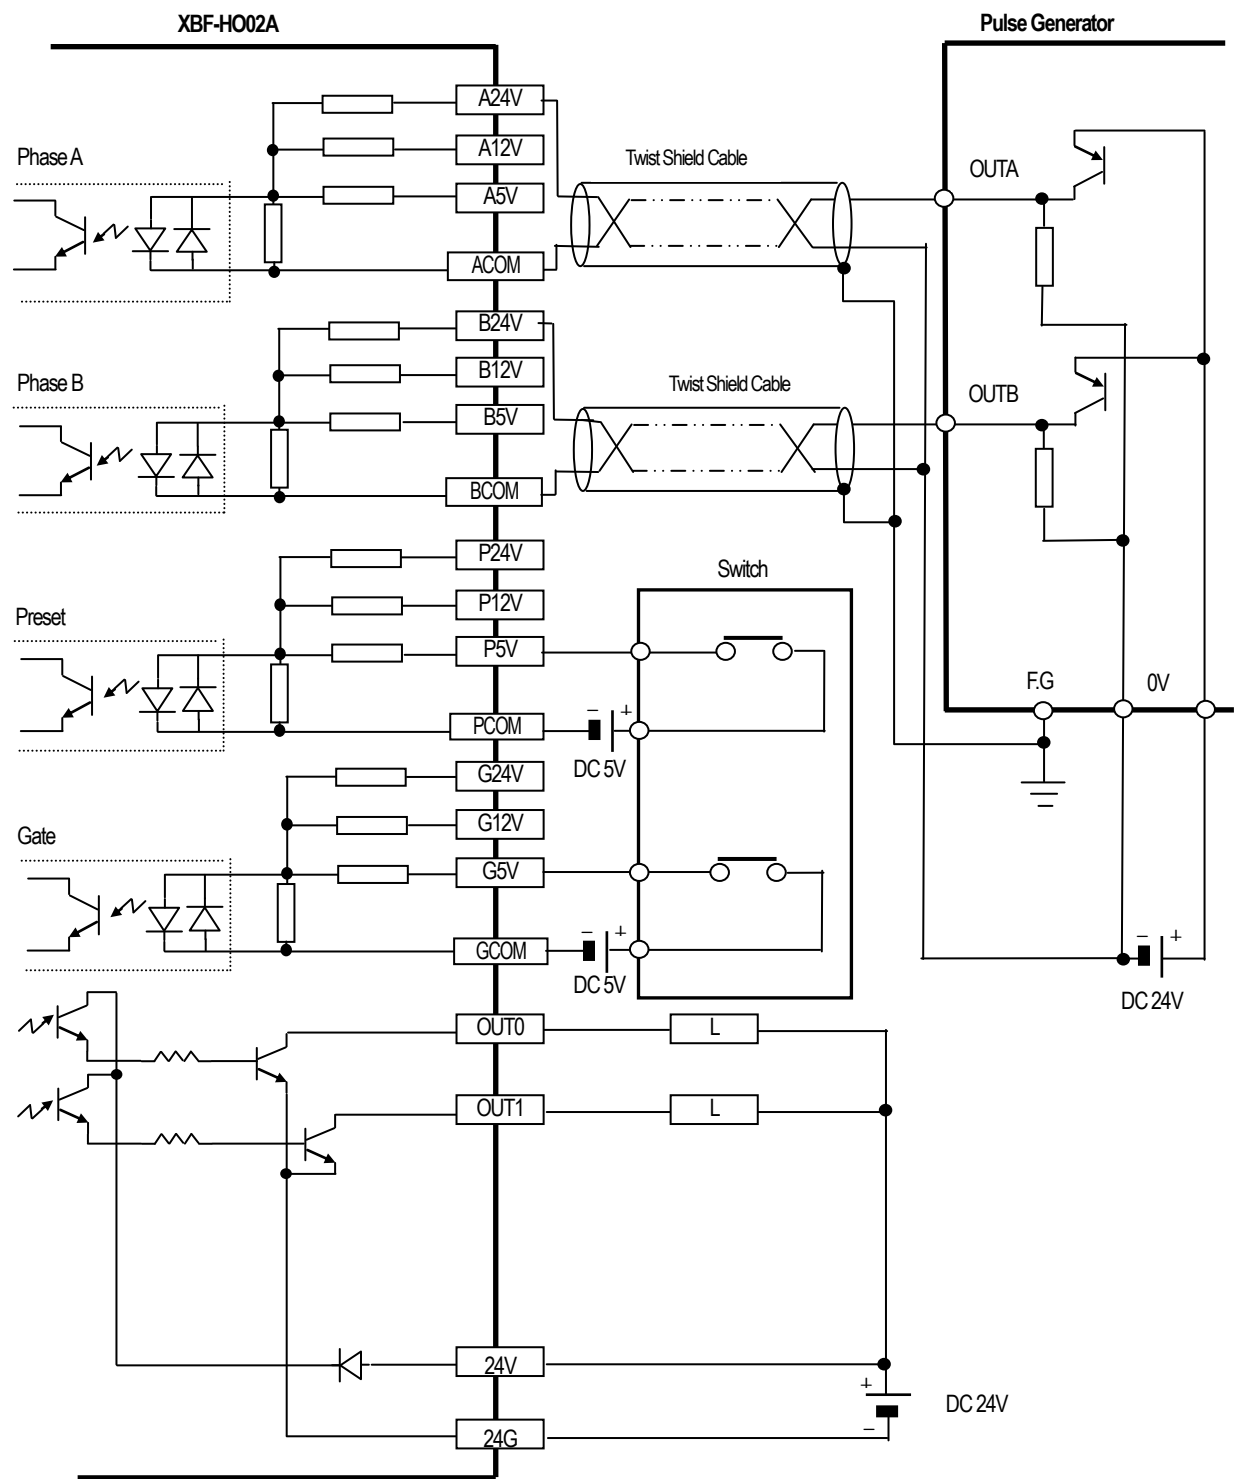 XBF-HO02A
Pulse Generator
A24V
A12V
Phase A
Twist Shield Cable
OUTA
A5V
ACOM
B24V
B12V
Phase B
Twist Shield Cable
OUTB
B5V
BCOM
P24V
Switch
P12V
Preset
P5V
F.G
0V
PCOM
− +
DC 5V
G24V
G12V
Gate
G5V
GCOM
− +
− +
DC 5V
DC 24V
OUT0
L
OUT1
L
24V
+
DC 24V
−
24G